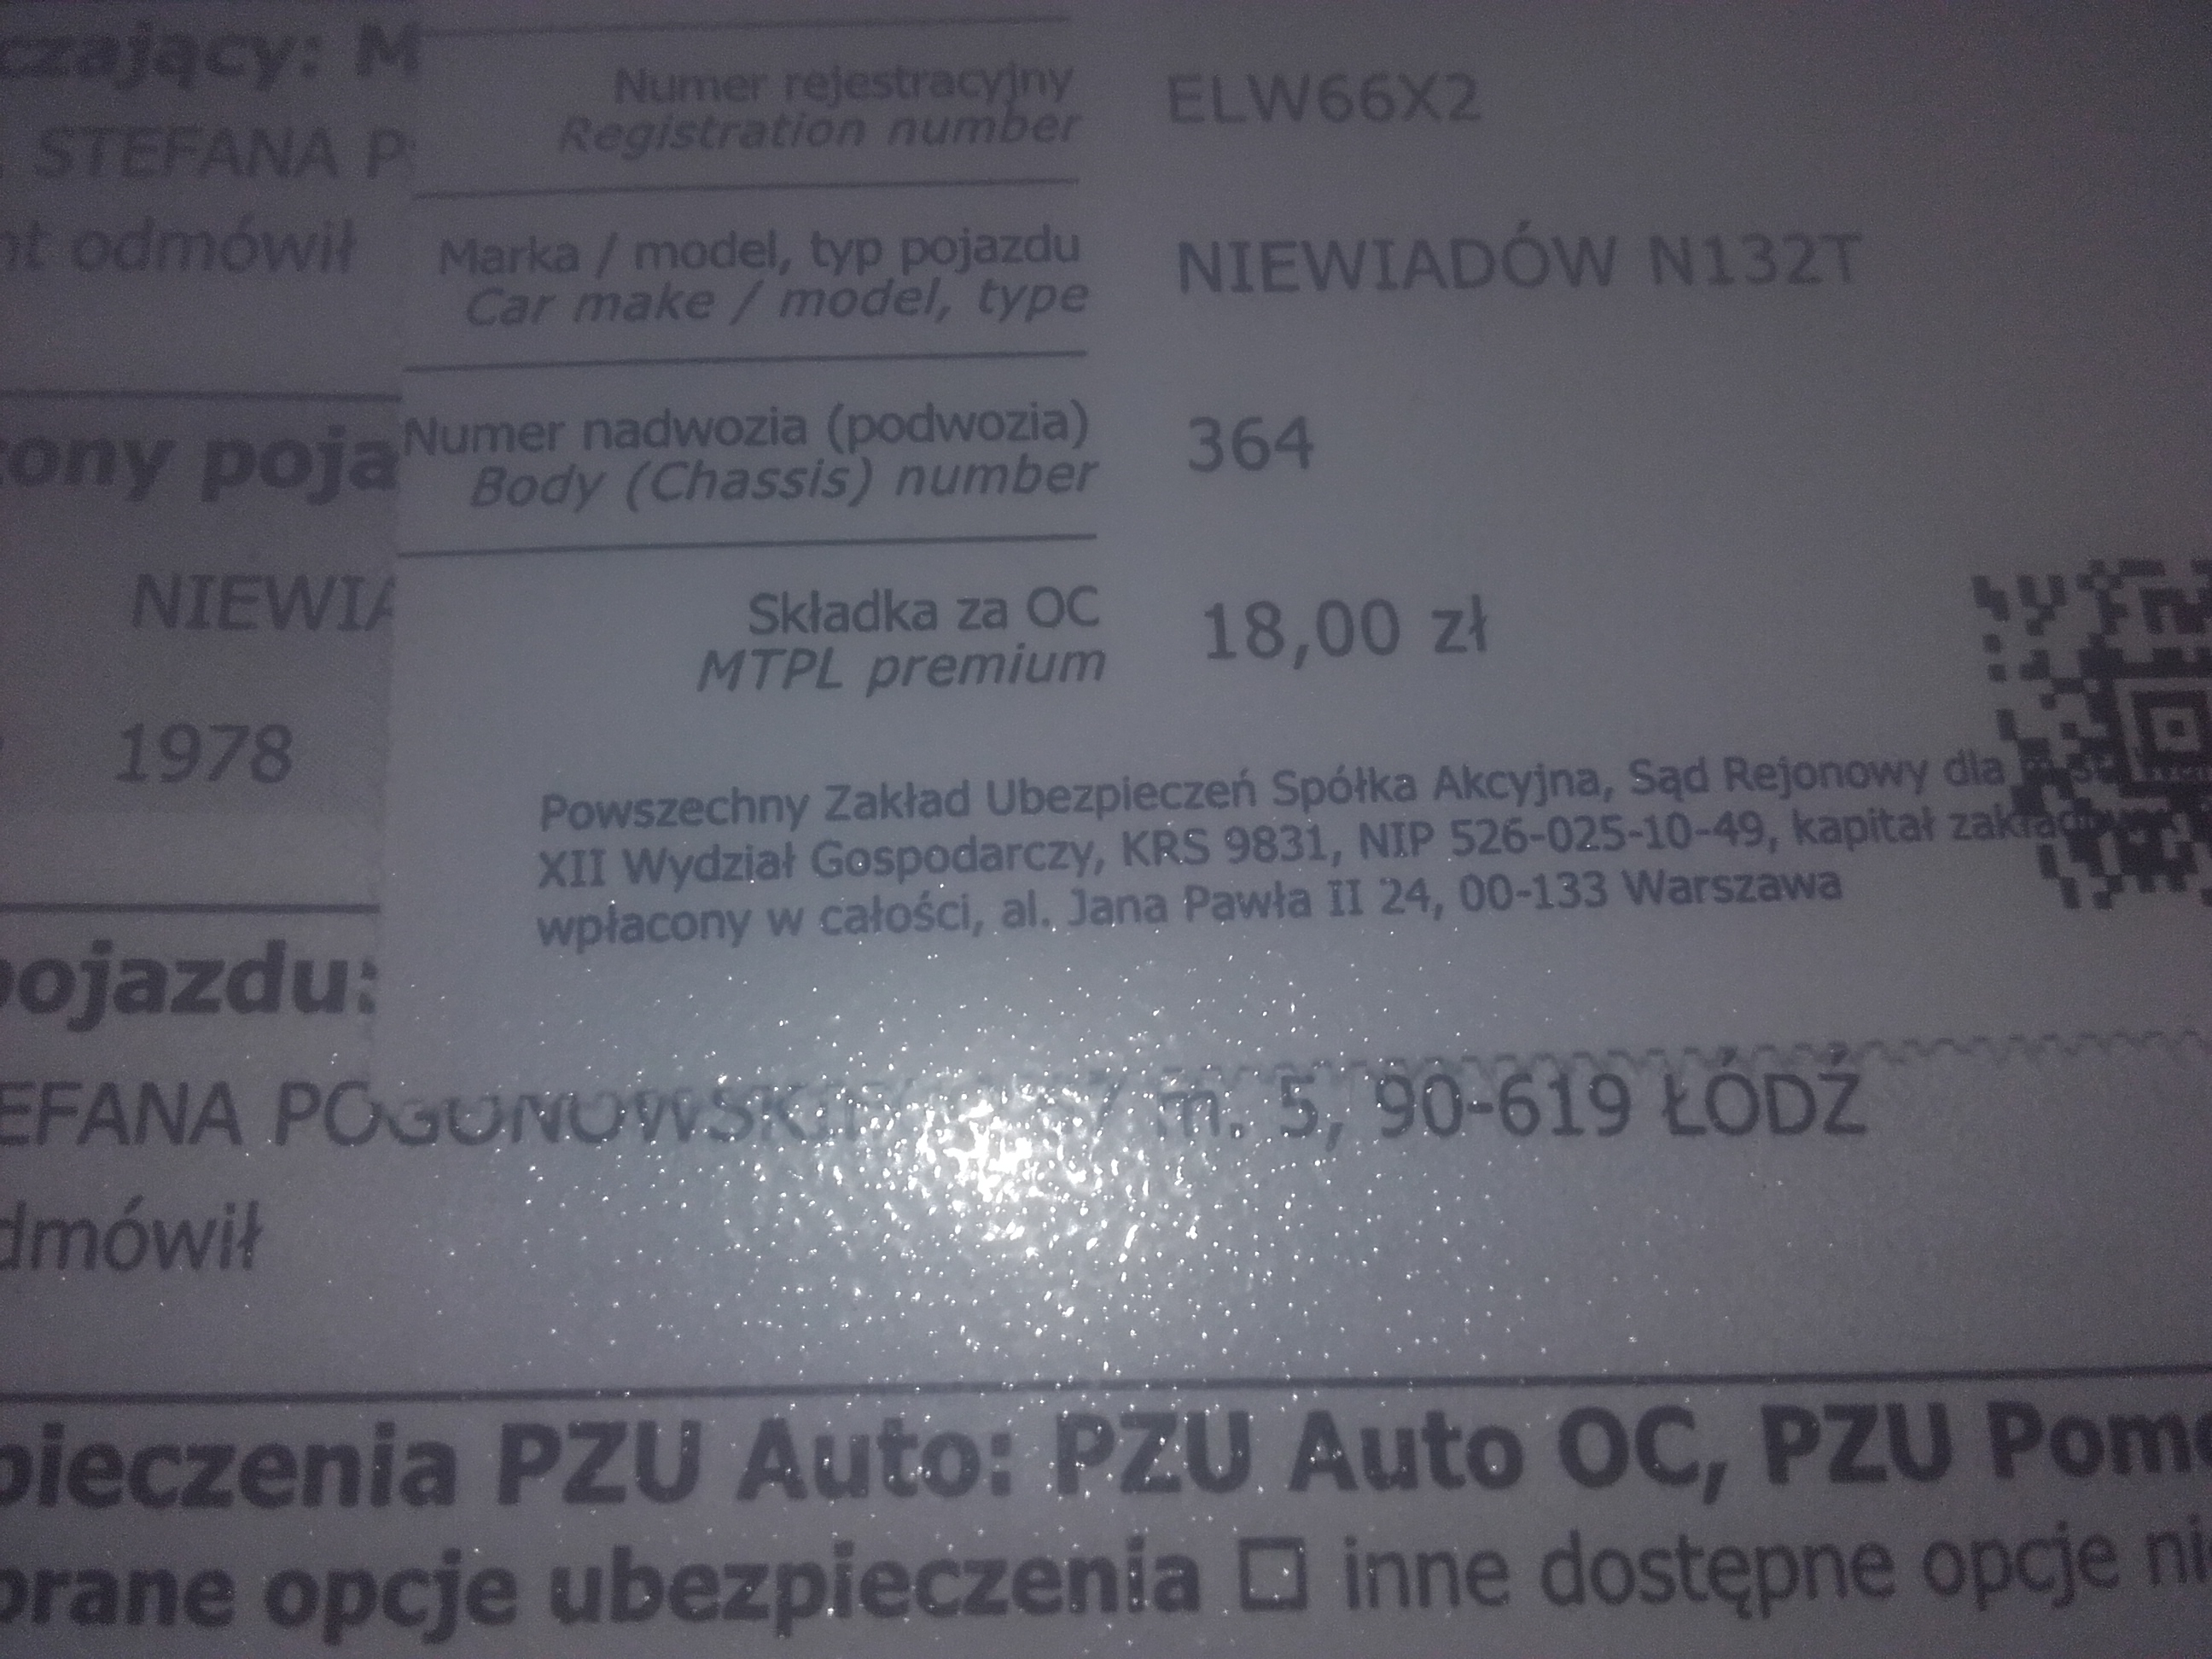 czający: M
Numer rejestracyjny ELW66X2
Registration number
STEFANA
odmówił
Marka / model, typ pojazdu NIEWIADÓW N132T
Car make / model, type
Numer nadwozia (podwozia) 364
Body (Chassis) number
ony poja
NIEWIA
Składka za OC 18,00 zł
MTPL premium
1978
Powszechny Zakład Ubezpieczeń Spółka Akcyjna, Sąd Rejonowy dla
XII Wydział Gospodarczy, KRS 9831, NIP 526-025-10-49, kapitał
wpłacony w całości, al. Jana Pawła II 24, 00-133 Warszawa
pojazdu:
EFANA m. 5, 90-619 ŁÓDŹ
dmówił
pieczenia PZU Auto: PZU Auto OC, PZU Pom
brane opcje ubezpieczenia ☐ inne dostępne opcje ni